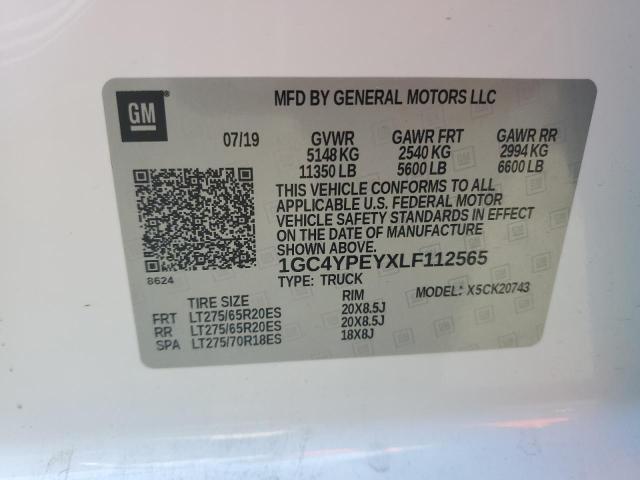 GM
MFD BY GENERAL MOTORS LLC
07/19 GVWR GAWR FRT GAWR RR
5148 KG 2540 KG 2994 KG
11350 LB 5600 LB 6600 LB
THIS VEHICLE CONFORMS TO ALL
APPLICABLE U.S. FEDERAL MOTOR
VEHICLE SAFETY STANDARDS IN EFFECT
ON THE DATE OF MANUFACTURE
SHOWN ABOVE.
1GC4YPEYXLF112565
8624
TYPE: TRUCK MODEL: X5CK20743
TIRE SIZE RIM
FRT LT275/65R20ES 20X8.5J
RR LT275/65R20ES 20X8.5J
SPA LT275/70R18ES 18X8J